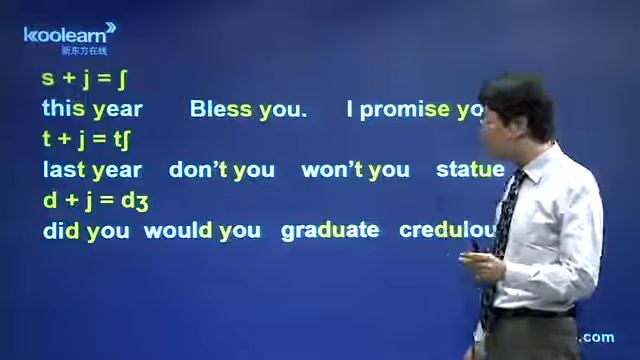 koolearn
新东方在线
s + j = ʃ
this year Bless you. I promise yo
t + j = tʃ
last year don't you won't you statue
d + j = dʒ
did you would you graduate credulou
.com